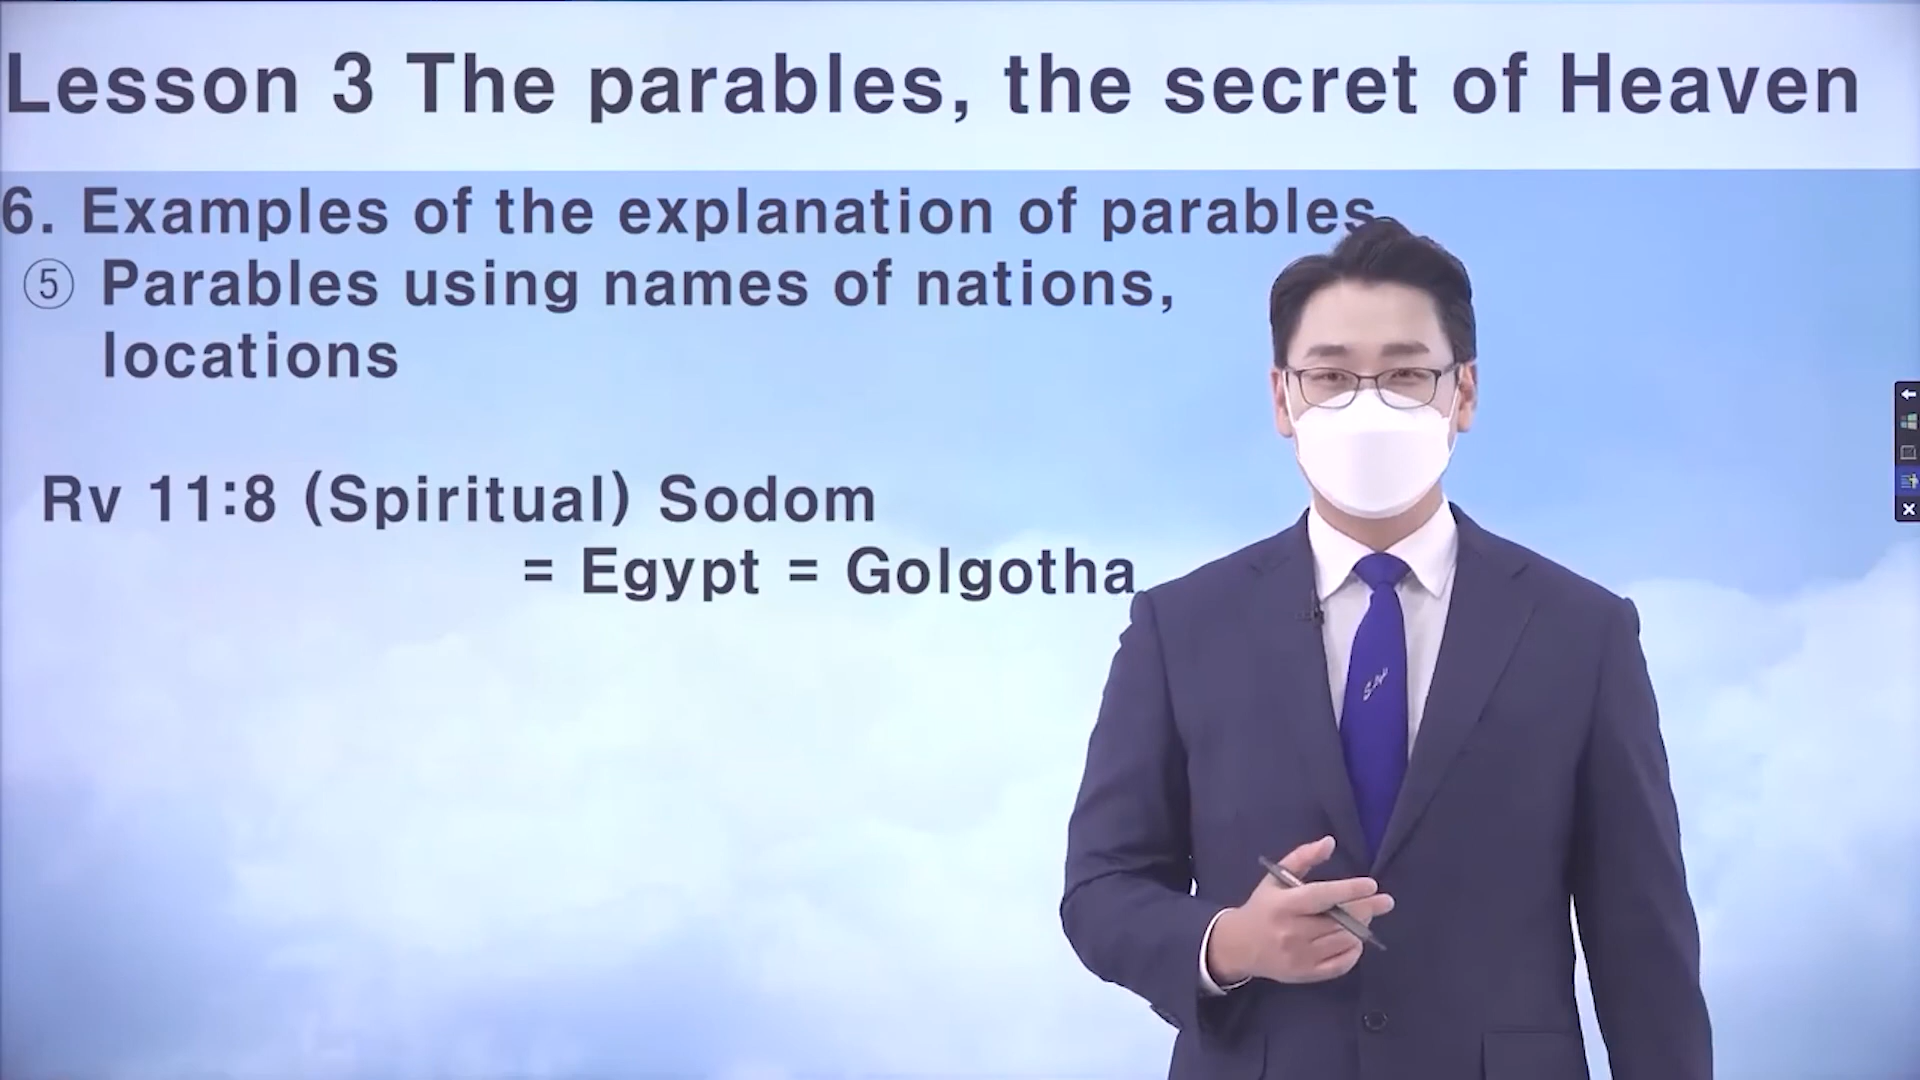 Lesson 3 The parables, the secret of Heaven
6. Examples of the explanation of parables
⑤ Parables using names of nations,
locations
Rv 11:8 (Spiritual) Sodom
= Egypt = Golgotha